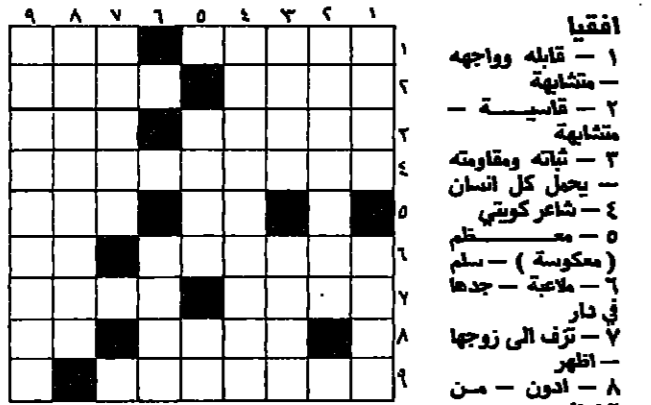 ١ ٢ ٣ ٤ ٥ ٦ ٧ ٨ ٩
١
٢
٣
٤
٥
٦
٧
٨
٩
افقيا
١ — قابله وواجهه
— متشابهة
٢ — قاسيـــة —
متشابهة
٣ — ثباته ومقاومته
— يحمل كل انسان
٤ — شاعر كويتي
٥ — معــــــظم
( معكوسة ) — سلم
٦ — ملاعبة — جدها
في دار
٧ — تزف الى زوجها
— اظهر
٨ — ادون — مـن